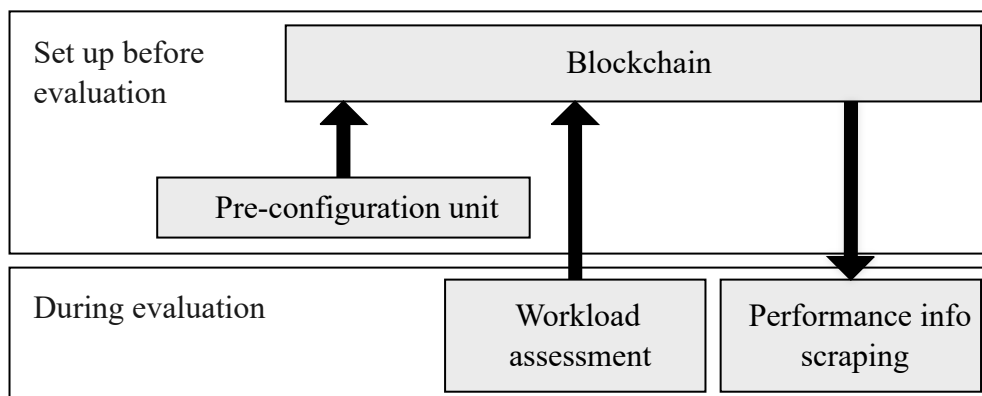 Set up before
evaluation
Blockchain
Pre-configuration unit
During evaluation
Workload
assessment
Performance info
scraping